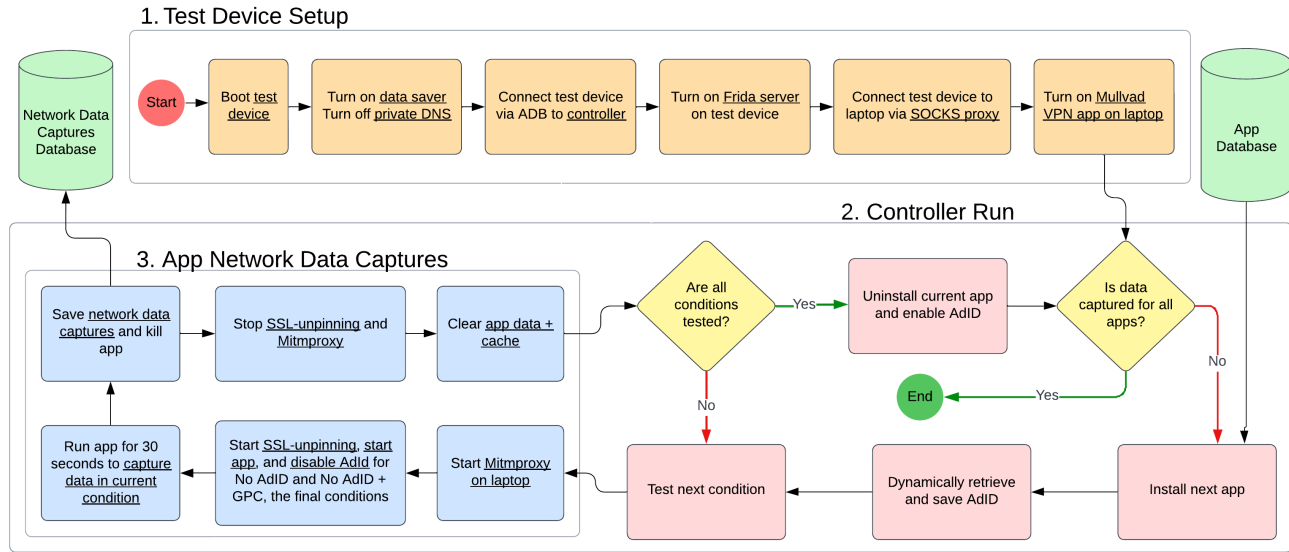 1. Test Device Setup
Network Data
Captures
Database
Start
Boot test
device
Turn on data saver
Turn off private DNS
Connect test device
via ADB to controller
Turn on Frida server
on test device
Connect test device to
laptop via SOCKS proxy
Turn on Mullvad
VPN app on laptop
App
Database
2. Controller Run
3. App Network Data Captures
Save network data
captures and kill
app
Stop SSL-unpinning and
Mitmproxy
Clear app data +
cache
Are all
conditions
tested?
Yes
Uninstall current app
and enable AdID
Is data
captured for all
apps?
No
Yes
End
No
Run app for 30
seconds to capture
data in current
condition
Start SSL-unpinning, start
app, and disable AdId for
No AdID and No AdID +
GPC, the final conditions
Start Mitmproxy
on laptop
Test next condition
Dynamically retrieve
and save AdID
Install next app